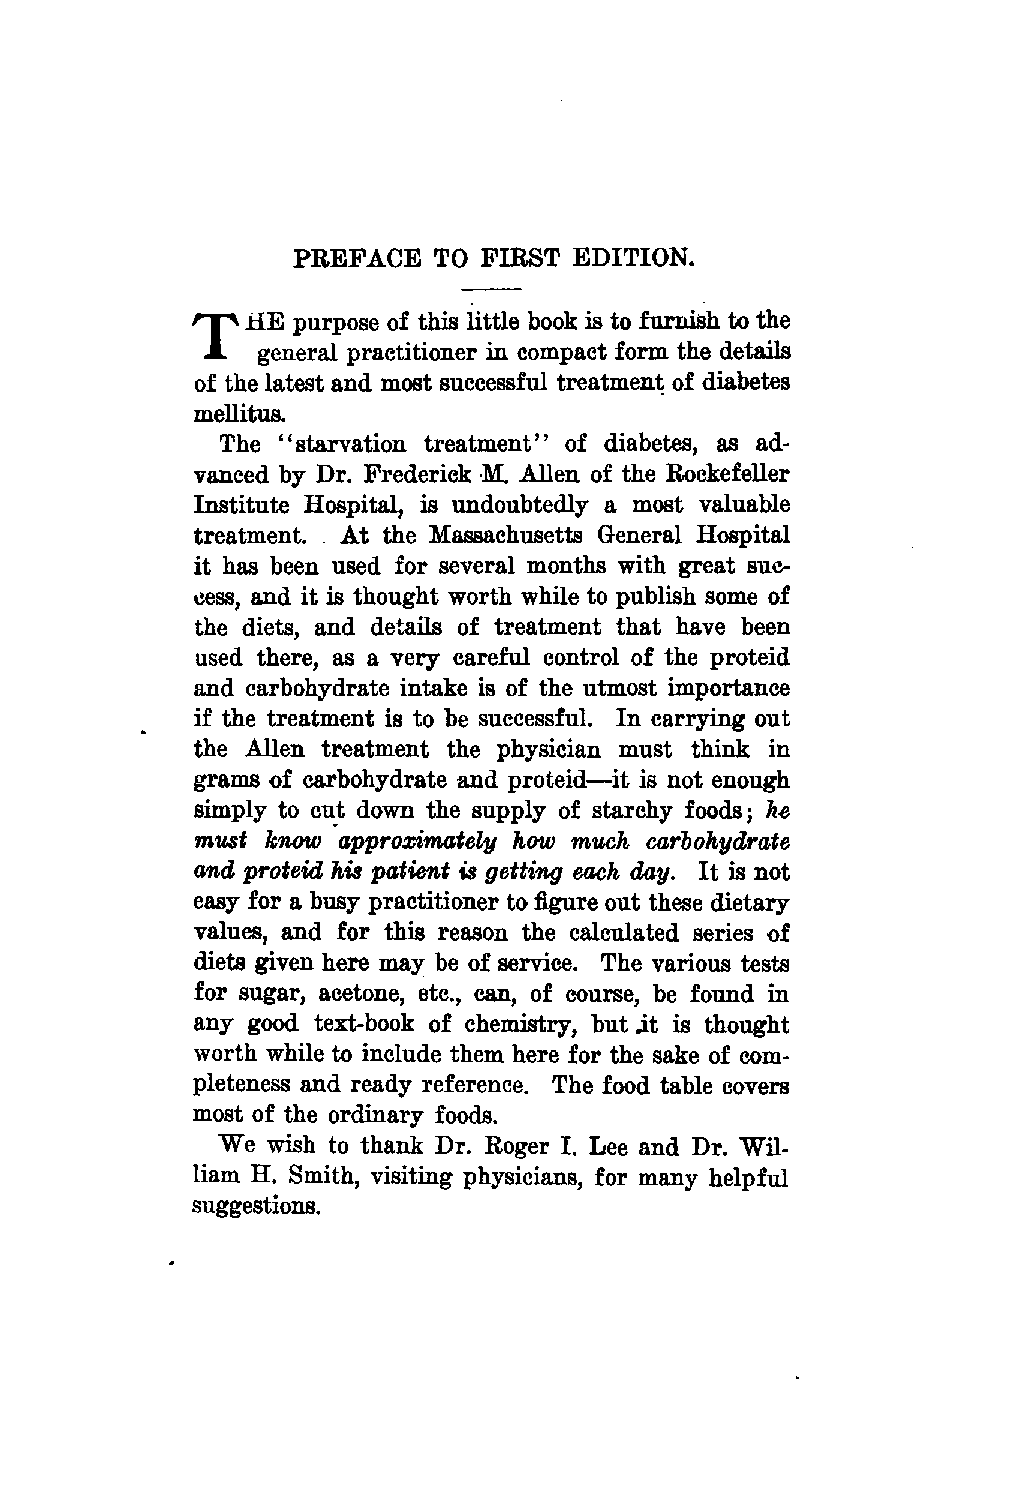 PREFACE TO FIRST EDITION.
THE purpose of this little book is to furnish to the
general practitioner in compact form the details
of the latest and most successful treatment of diabetes
mellitus.
The "starvation treatment" of diabetes, as ad-
vanced by Dr. Frederick M. Allen of the Rockefeller
Institute Hospital, is undoubtedly a most valuable
treatment. At the Massachusetts General Hospital
it has been used for several months with great suc-
cess, and it is thought worth while to publish some of
the diets, and details of treatment that have been
used there, as a very careful control of the proteid
and carbohydrate intake is of the utmost importance
if the treatment is to be successful. In carrying out
the Allen treatment the physician must think in
grams of carbohydrate and proteid—it is not enough
simply to cut down the supply of starchy foods; he
must know approximately how much carbohydrate
and proteid his patient is getting each day. It is not
easy for a busy practitioner to figure out these dietary
values, and for this reason the calculated series of
diets given here may be of service. The various tests
for sugar, acetone, etc., can, of course, be found in
any good text-book of chemistry, but it is thought
worth while to include them here for the sake of com-
pleteness and ready reference. The food table covers
most of the ordinary foods.
We wish to thank Dr. Roger I. Lee and Dr. Wil-
liam H. Smith, visiting physicians, for many helpful
suggestions.